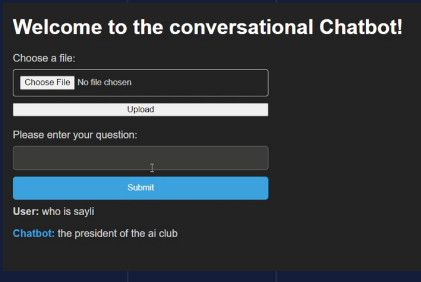 Welcome to the conversational Chatbot!
Choose a file:
Choose File No file chosen
Upload
Please enter your question:
Submit
User: who is sayli
Chatbot: the president of the ai club